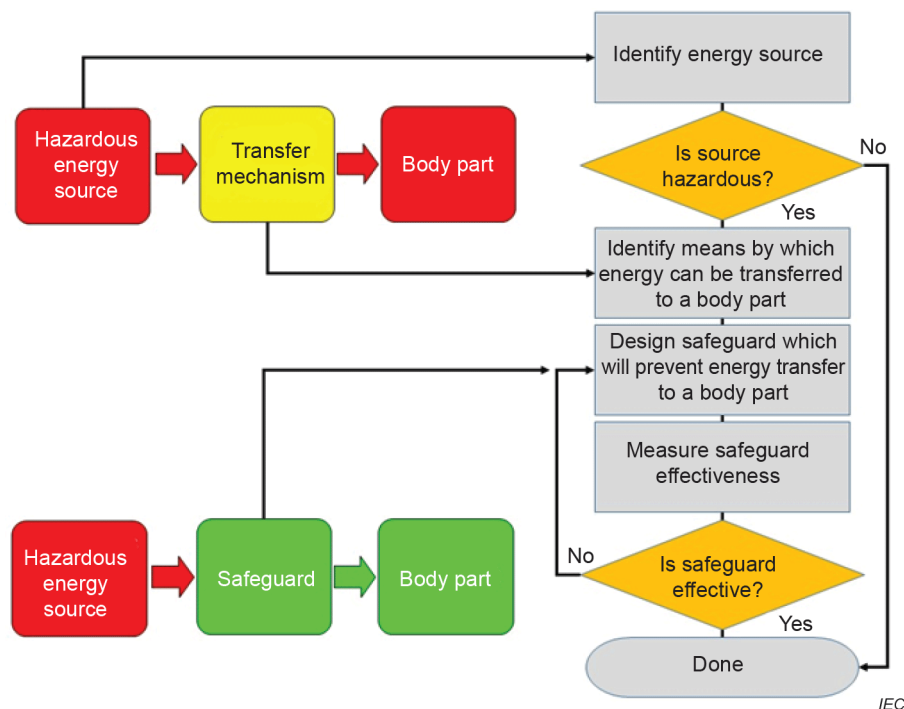 Identify energy source
Hazardous
energy
source
Transfer
mechanism
Body part
Is source
hazardous?
No
Yes
Identify means by which
energy can be transferred
to a body part
Design safeguard which
will prevent energy transfer
to a body part
Measure safeguard
effectiveness
Hazardous
energy
source
Safeguard
Body part
No
Is safeguard
effective?
Yes
Done
IEC